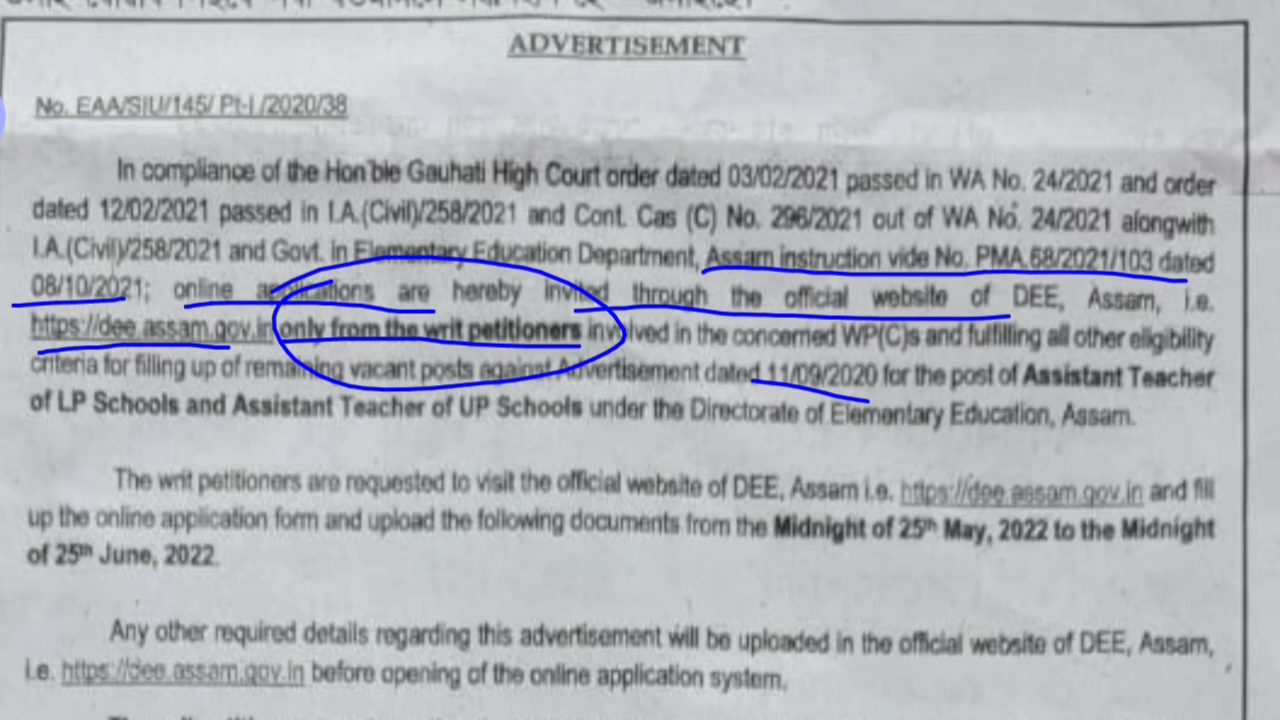 ADVERTISEMENT
No. EAA/SIU/145/ Pt-I /2020/38
In compliance of the Hon'ble Gauhati High Court order dated 03/02/2021 passed in WA No. 24/2021 and order
dated 12/02/2021 passed in I.A.(Civil)/258/2021 and Cont. Cas (C) No. 296/2021 out of WA No. 24/2021 alongwith
I.A.(Civil)/258/2021 and Govt. in Elementary Education Department, Assam instruction vide No. PMA.68/2021/103 dated
08/10/2021; online applications are hereby invited through the official website of DEE, Assam, i.e.
https://dee.assam.gov.in only from the writ petitioners involved in the concerned WP(C)s and fulfilling all other eligibility
criteria for filling up of remaining vacant posts against Advertisement dated 11/09/2020 for the post of Assistant Teacher
of LP Schools and Assistant Teacher of UP Schools under the Directorate of Elementary Education, Assam.
The writ petitioners are requested to visit the official website of DEE, Assam i.e. https://dee.assam.gov.in and fill
up the online application form and upload the following documents from the Midnight of 25th May, 2022 to the Midnight
of 25th June, 2022.
Any other required details regarding this advertisement will be uploaded in the official website of DEE, Assam,
i.e. https://dee.assam.gov.in before opening of the online application system.